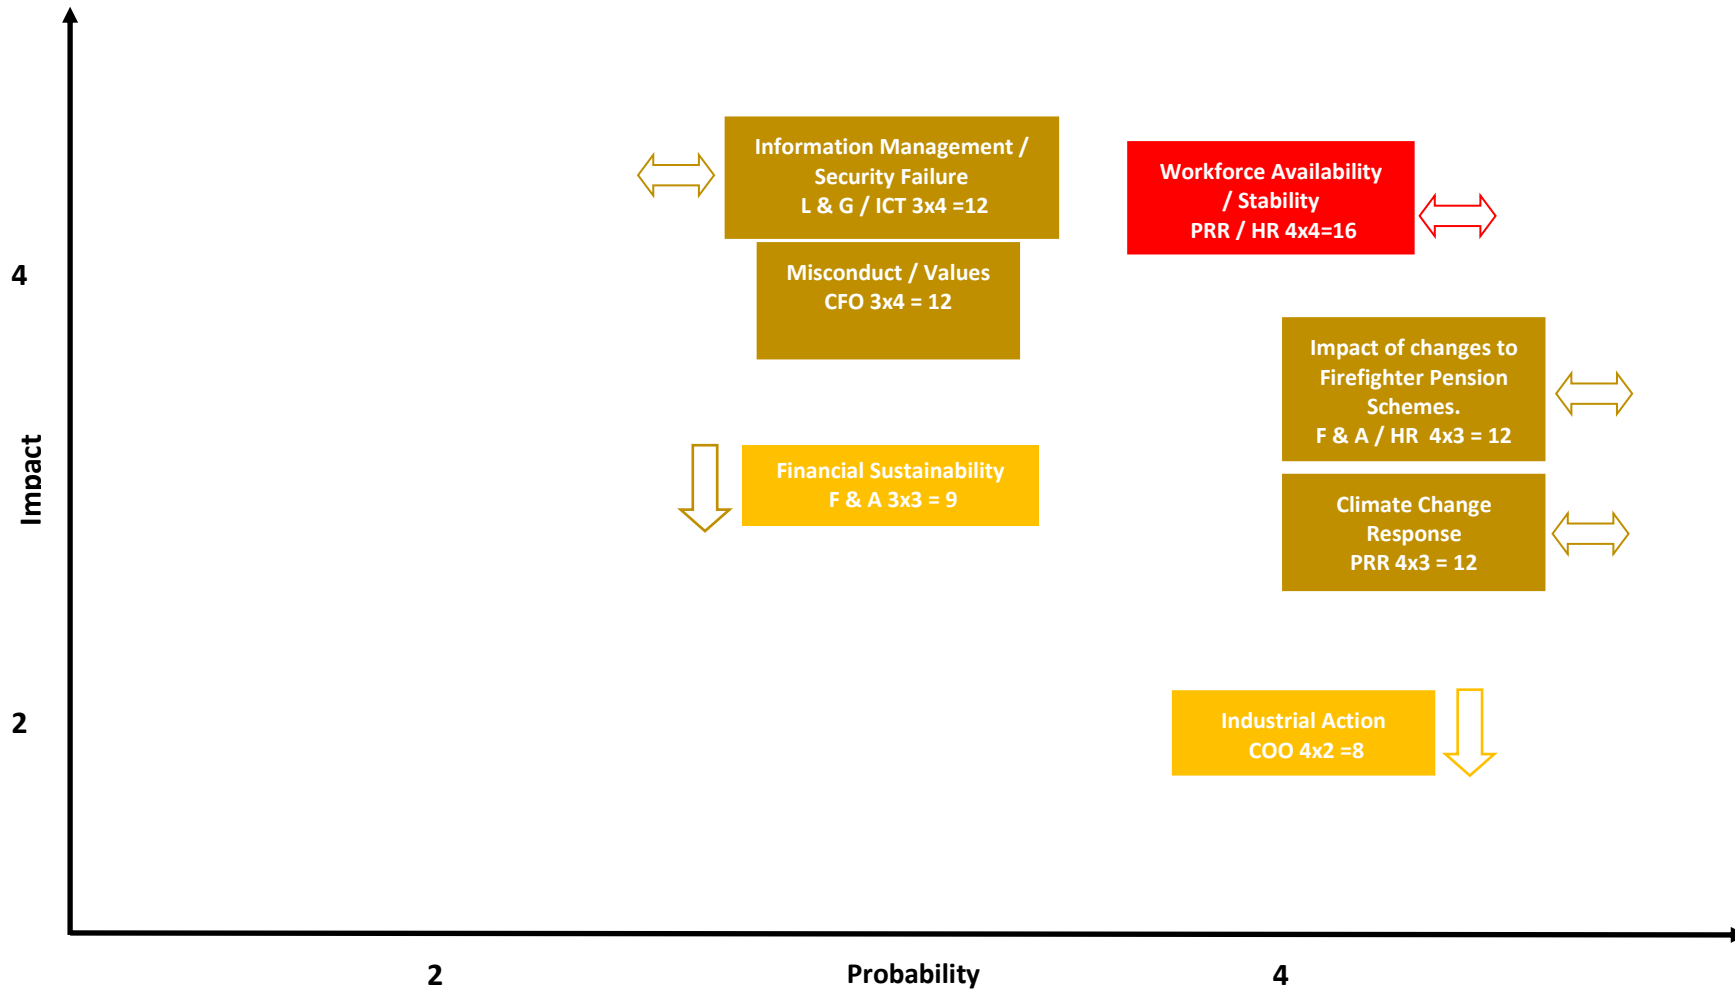 Information Management /
Security Failure
L & G / ICT 3x4 =12
Workforce Availability
/ Stability
PRR / HR 4x4=16
4
Misconduct / Values
CFO 3x4 = 12
Impact of changes to
Firefighter Pension
Schemes.
F & A / HR  4x3 = 12
Impact
Financial Sustainability
F & A 3x3 = 9
Climate Change
Response
PRR 4x3 = 12
2
Industrial Action
COO 4x2 =8
2
Probability
4